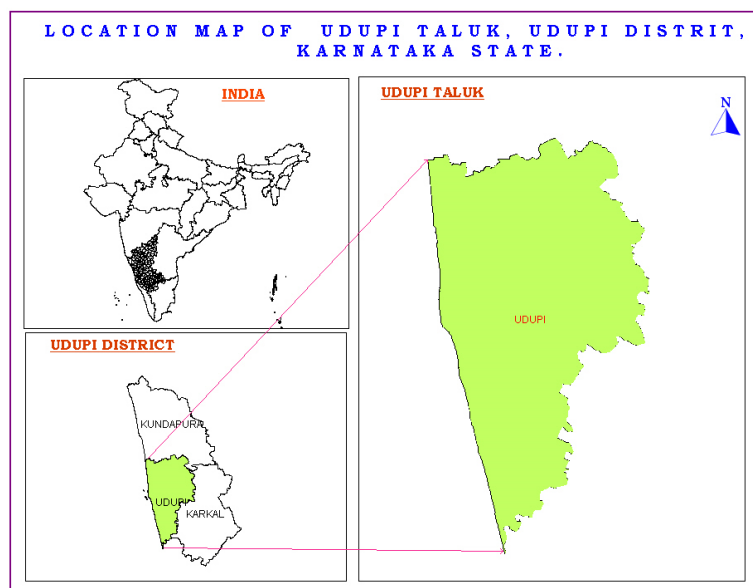 LOCATION MAP OF UDUPI TALUK, UDUPI DISTRIT,
KARNATAKA STATE.
INDIA
UDUPI TALUK
N
UDUPI
UDUPI DISTRICT
KUNDAPURA
UDUPI
KARKAL